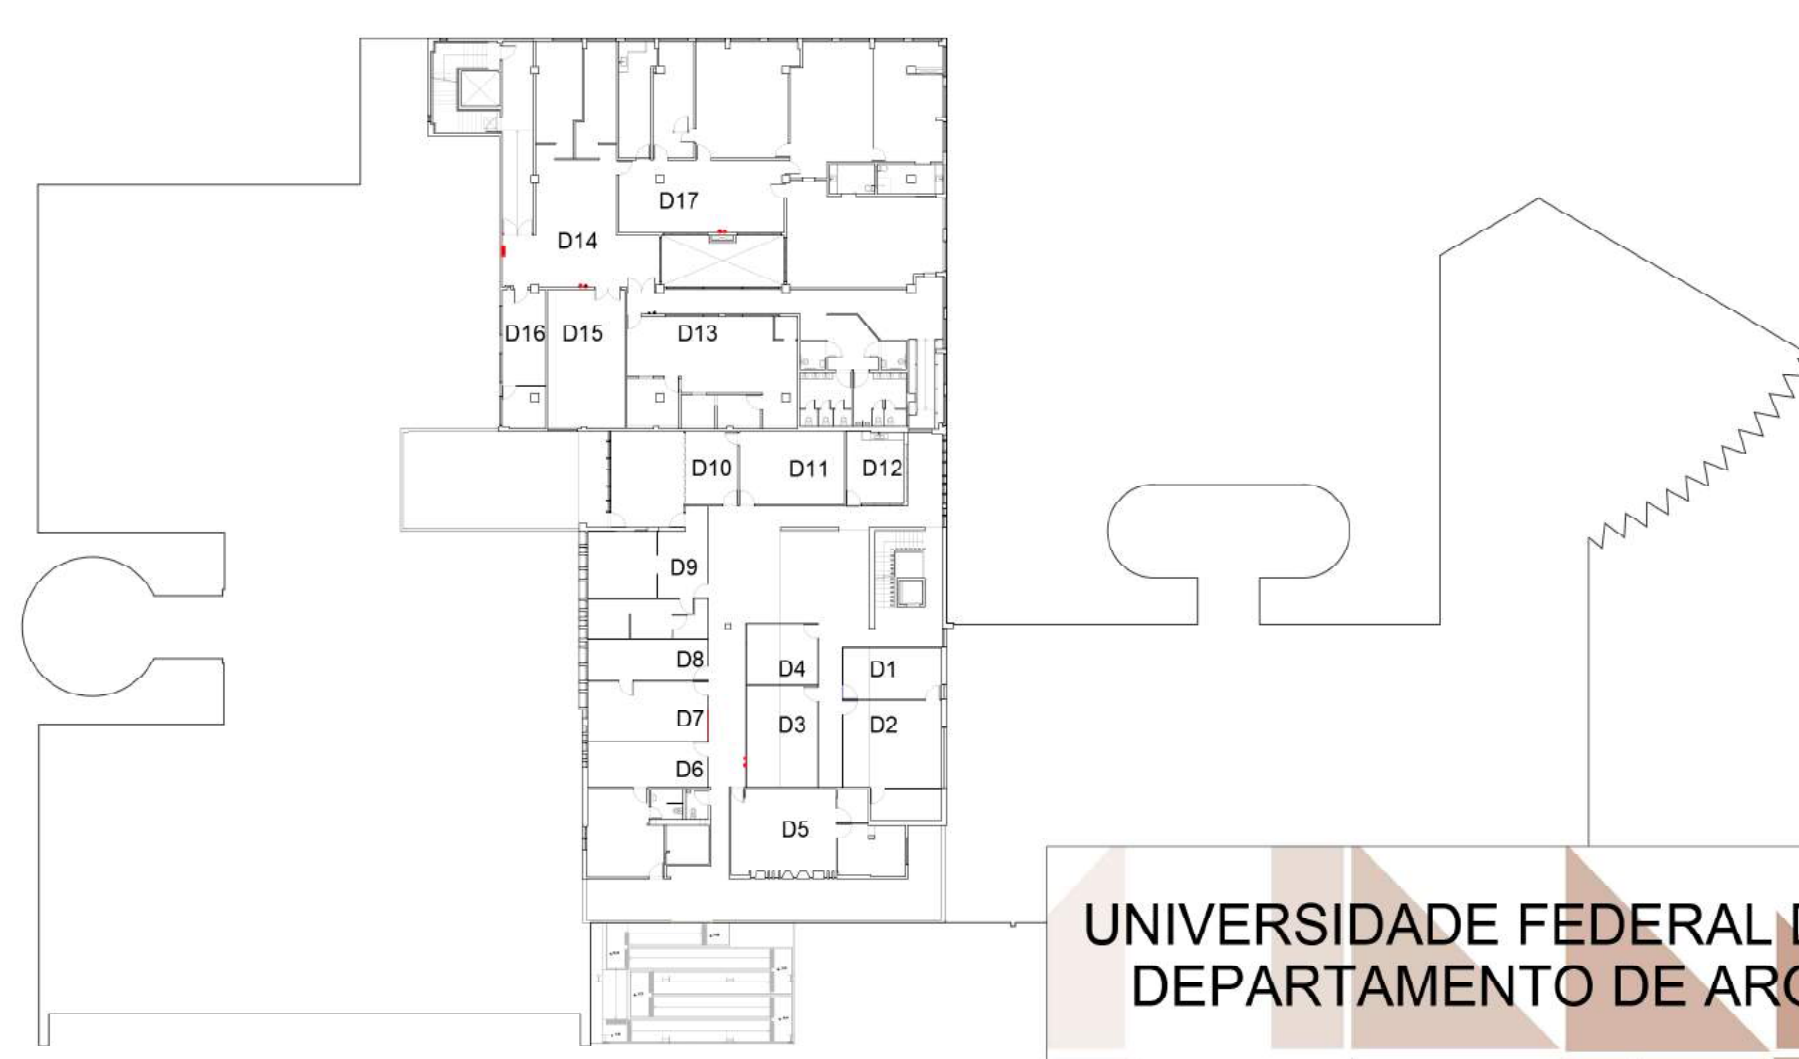 D17
D14
D16 D15 D13
D10 D11 D12
D9
D8 D4 D1
D7 D3 D2
D6
D5
UNIVERSIDADE FEDERAL D
DEPARTAMENTO DE ARQ